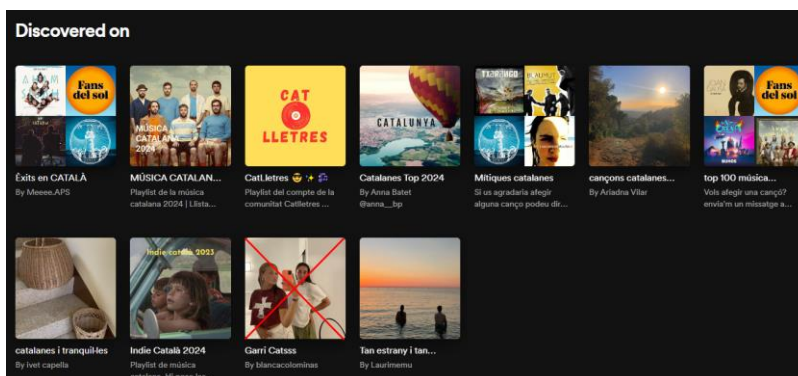 Discovered on
Fans
del sol
MÚSICA
CATALANA
2024
CAT
LLETRES
CATALUNYA
TXARANGO
BUHOS
Fans
del sol
Èxits en CATALÀ
MÚSICA CATALAN...
CatLletres
Catalanes Top 2024
Mítiques catalanes
cançons catalanes...
top 100 música...
By Meeee.APS
Playlist de la música
catalana 2024 | Llista...
Playlist del compte de la
comunitat Catlletres ...
By Anna Batet
@anna__bp
Si us agradaria afegir
alguna canço podeu dir...
By Ariadna Vilar
Vols afegir una cançó?
envia'm un missatge a...
Indie català 2023
catalanes i tranquil·les
Indie Català 2024
Garri Catsss
Tan estrany i tan...
By ivet capella
Playlist de música
By blancacolominas
By Laurimemu